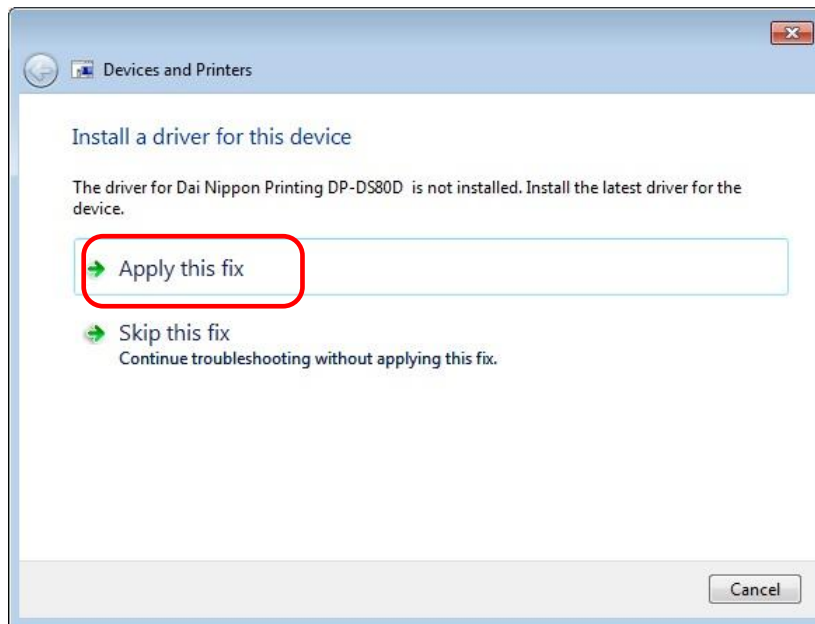 Devices and Printers
Install a driver for this device
The driver for Dai Nippon Printing DP-DS80D  is not installed. Install the latest driver for the
device.
Apply this fix
Skip this fix
Continue troubleshooting without applying this fix.
Cancel